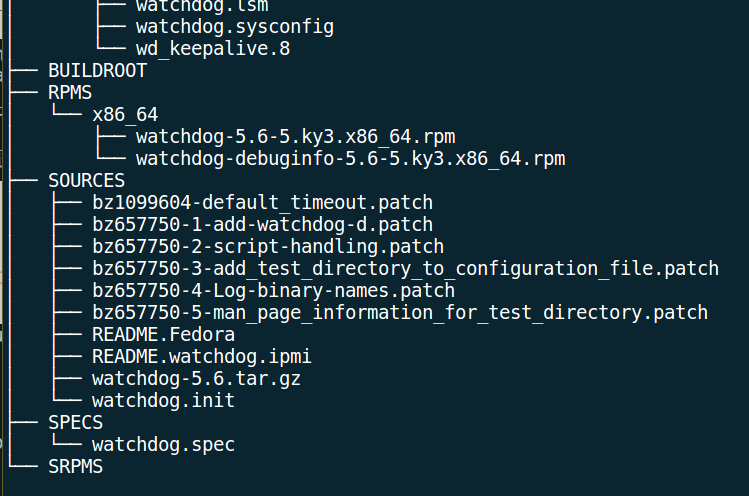 │       ├── watchdog.lsm
│       ├── watchdog.sysconfig
│       └── wd_keepalive.8
├── BUILDROOT
├── RPMS
│   └── x86_64
│       ├── watchdog-5.6-5.ky3.x86_64.rpm
│       └── watchdog-debuginfo-5.6-5.ky3.x86_64.rpm
├── SOURCES
│   ├── bz1099604-default_timeout.patch
│   ├── bz657750-1-add-watchdog-d.patch
│   ├── bz657750-2-script-handling.patch
│   ├── bz657750-3-add_test_directory_to_configuration_file.patch
│   ├── bz657750-4-Log-binary-names.patch
│   ├── bz657750-5-man_page_information_for_test_directory.patch
│   ├── README.Fedora
│   ├── README.watchdog.ipmi
│   ├── watchdog-5.6.tar.gz
│   └── watchdog.init
├── SPECS
│   └── watchdog.spec
└── SRPMS